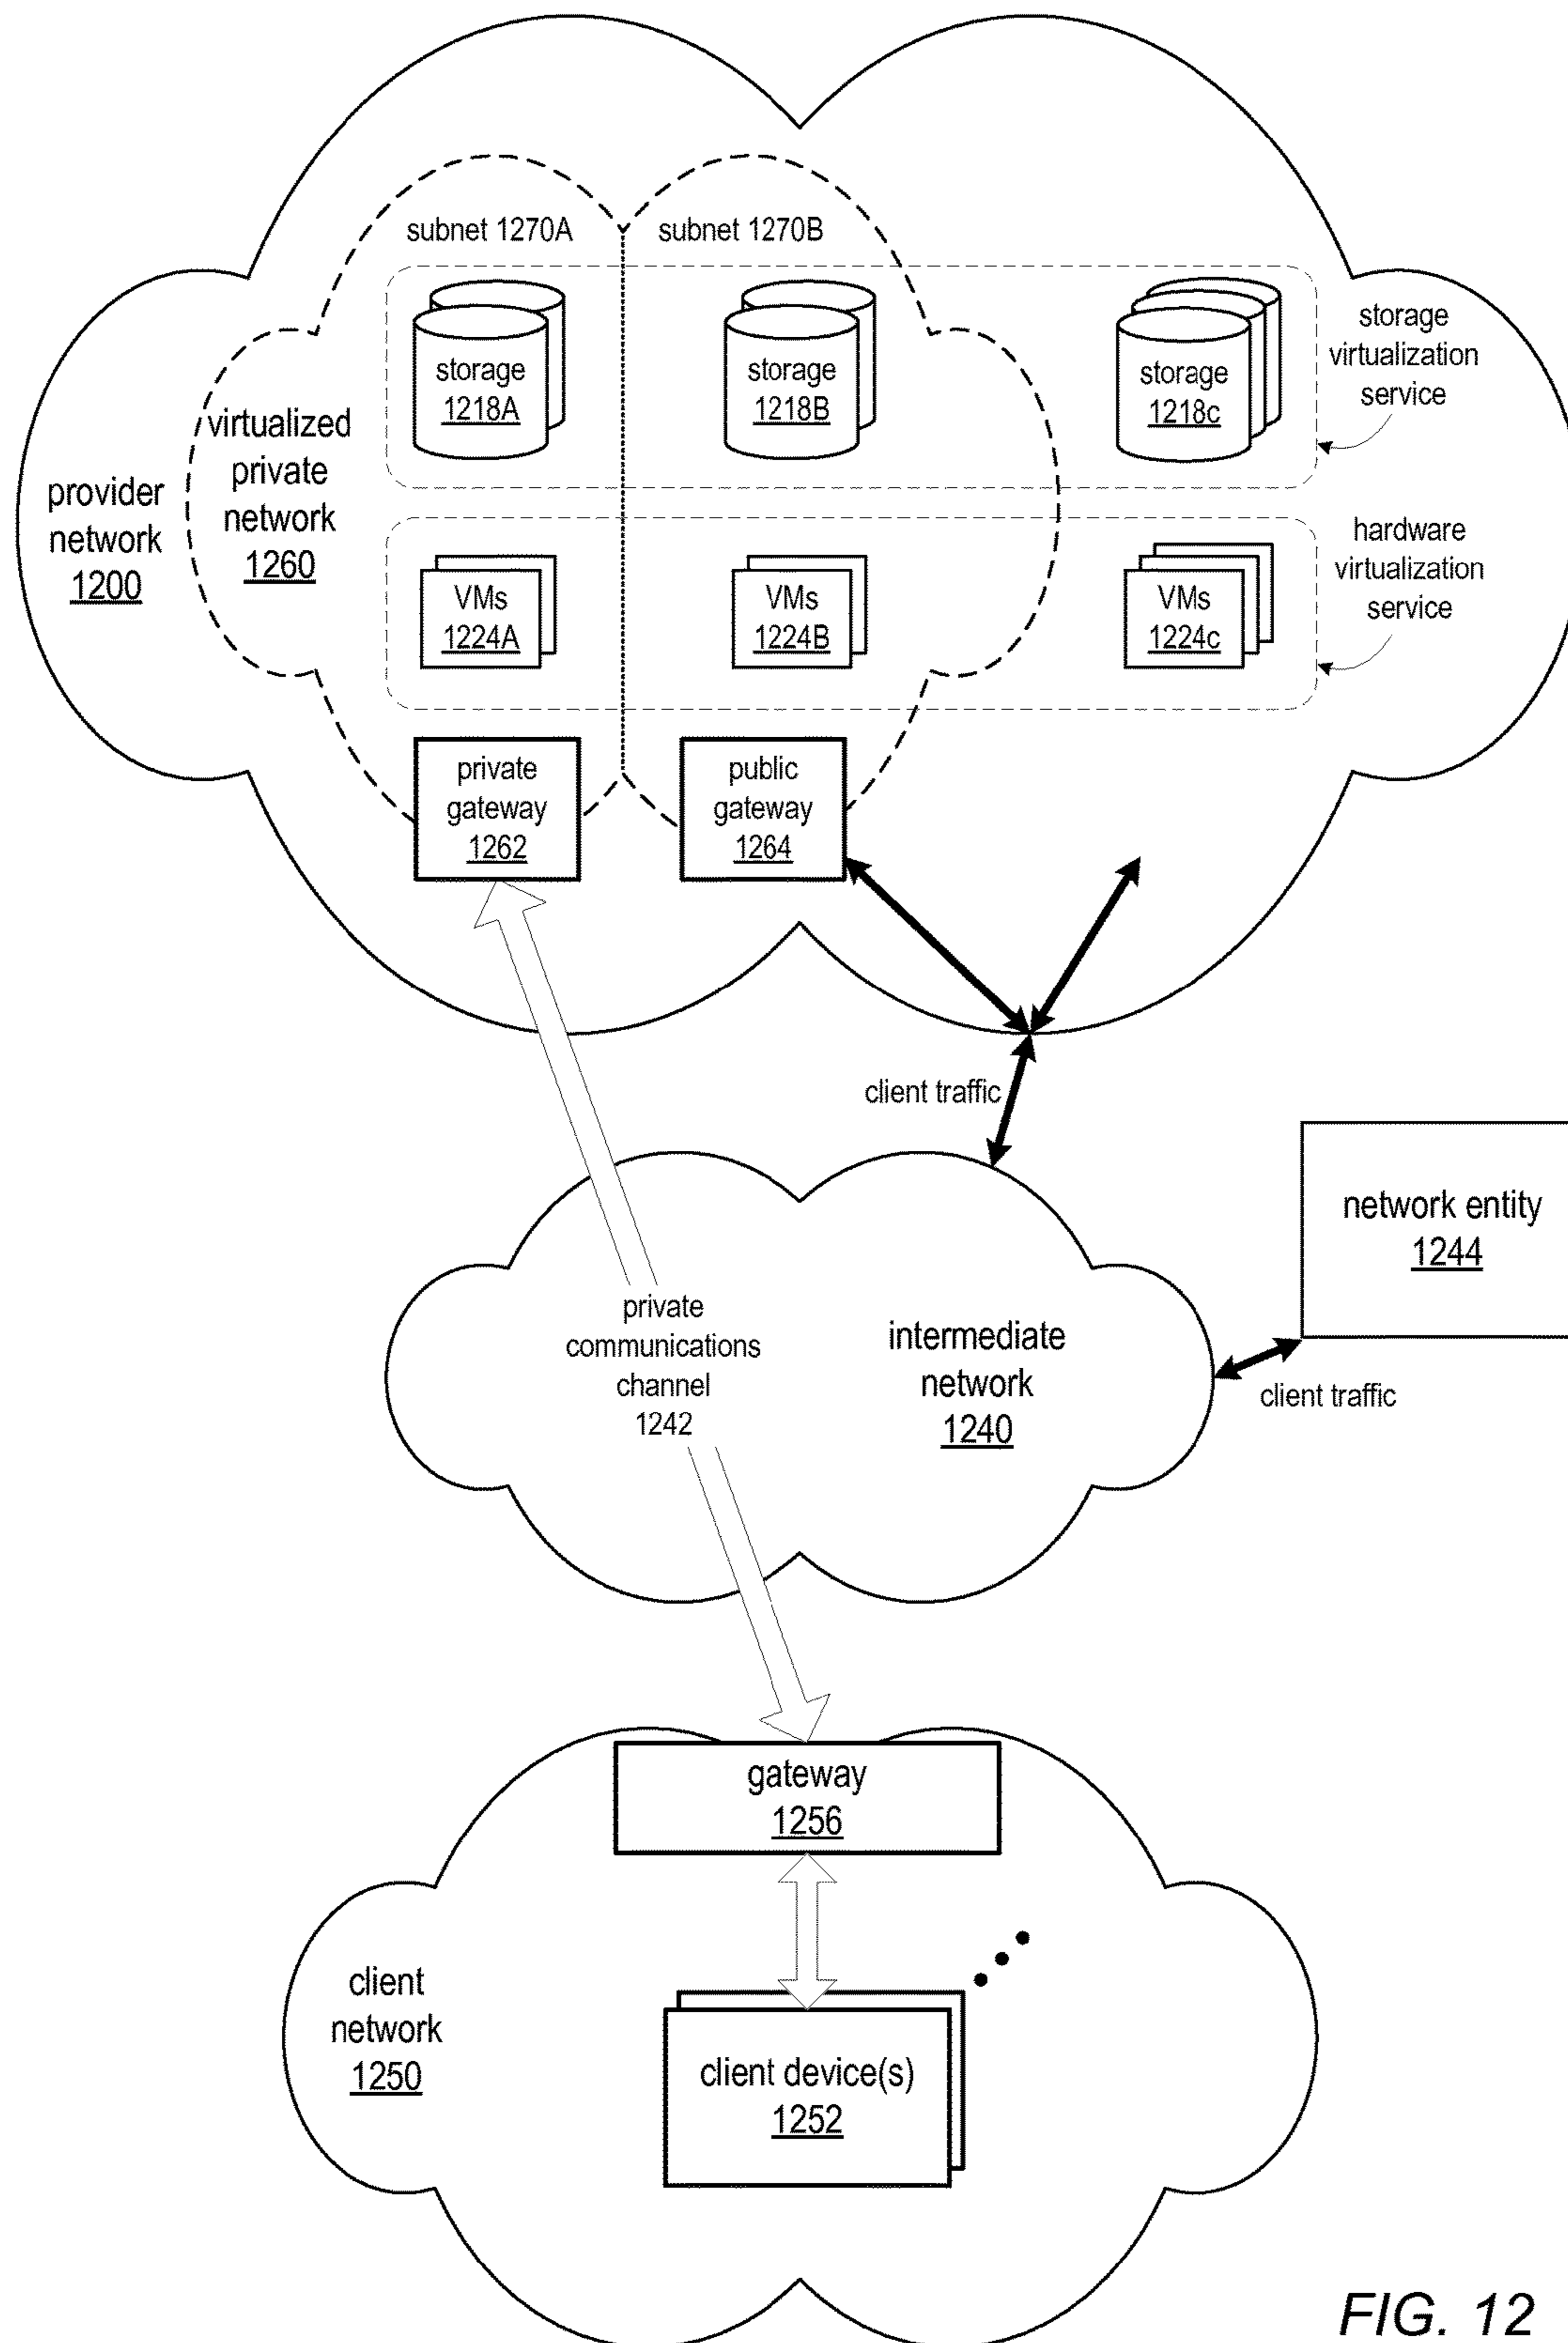 subnet 1270A
subnet 1270B
storage
1218A
storage
1218B
storage
1218c
storage
virtualization
service
provider
network
1200
virtualized
private
network
1260
VMs
1224A
VMs
1224B
VMs
1224c
hardware
virtualization
service
private
gateway
1262
public
gateway
1264
client traffic
network entity
1244
private
communications
channel
1242
intermediate
network
1240
client traffic
gateway
1256
client
network
1250
client device(s)
1252
FIG. 12